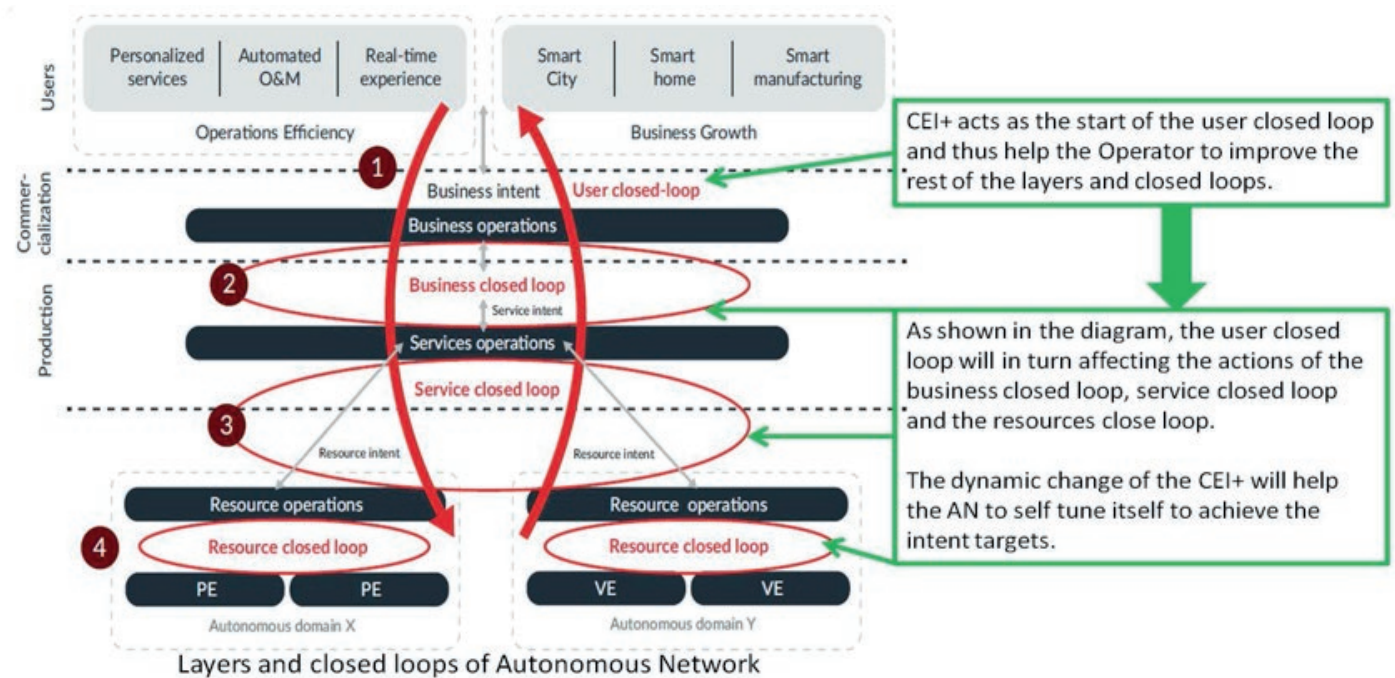 Users
Personalized
services
Automated
O&M
Real-time
experience
Operations Efficiency
Smart
City
Smart
home
Smart
manufacturing
Business Growth
1
Commer-
cialization
Business intent
User closed-loop
Business operations
2
Business closed loop
Service intent
Production
Services operations
Service closed loop
3
Resource intent
Resource intent
Resource operations
Resource closed loop
4
PE
PE
Autonomous domain X
Resource operations
Resource closed loop
VE
VE
Autonomous domain Y
CEI+ acts as the start of the user closed loop
and thus help the Operator to improve the
rest of the layers and closed loops.
As shown in the diagram, the user closed
loop will in turn affecting the actions of the
business closed loop, service closed loop
and the resources close loop.
The dynamic change of the CEI+ will help
the AN to self tune itself to achieve the
intent targets.
Layers and closed loops of Autonomous Network